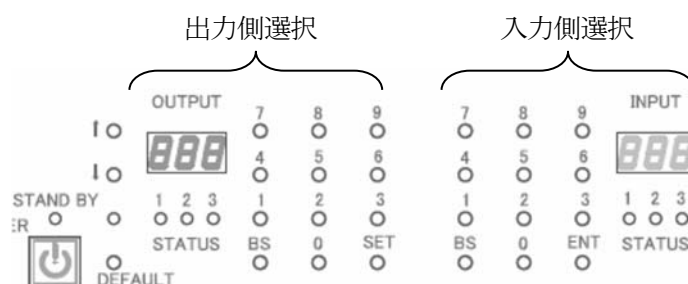 出力側選択 入力側選択
OUTPUT 7 8 9 7 8 9 INPUT
888 4 5 6 4 5 6 888
STAND BY 1 2 3 1 2 3 1 2 3 1 2 3
ER STATUS BS 0 SET BS 0 ENT STATUS
DEFAULT